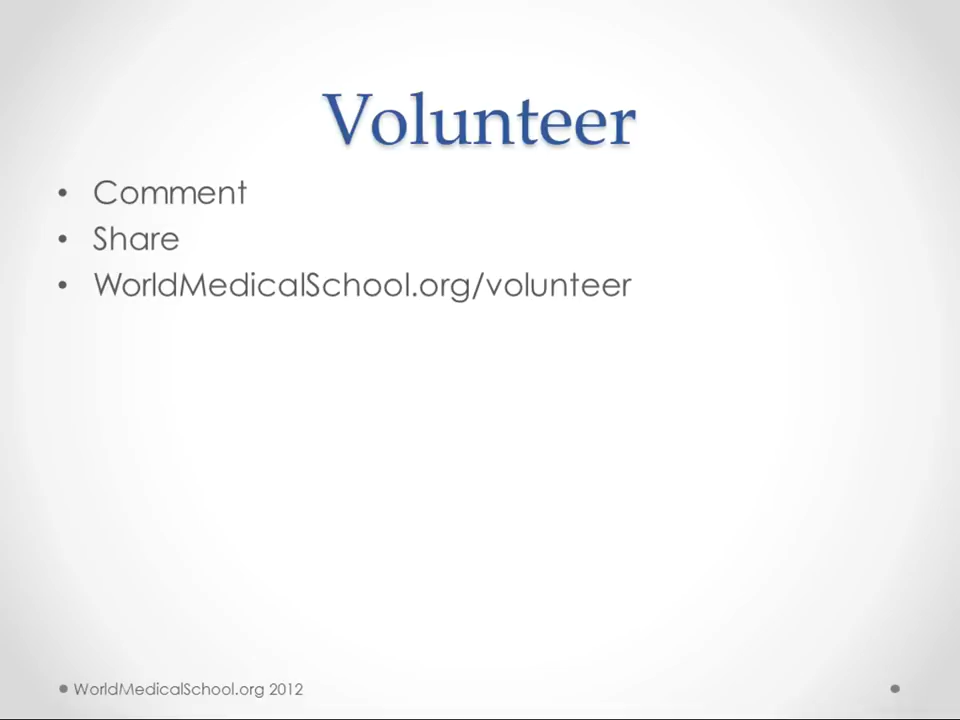 Volunteer
• Comment
• Share
• WorldMedicalSchool.org/volunteer
WorldMedicalSchool.org 2012